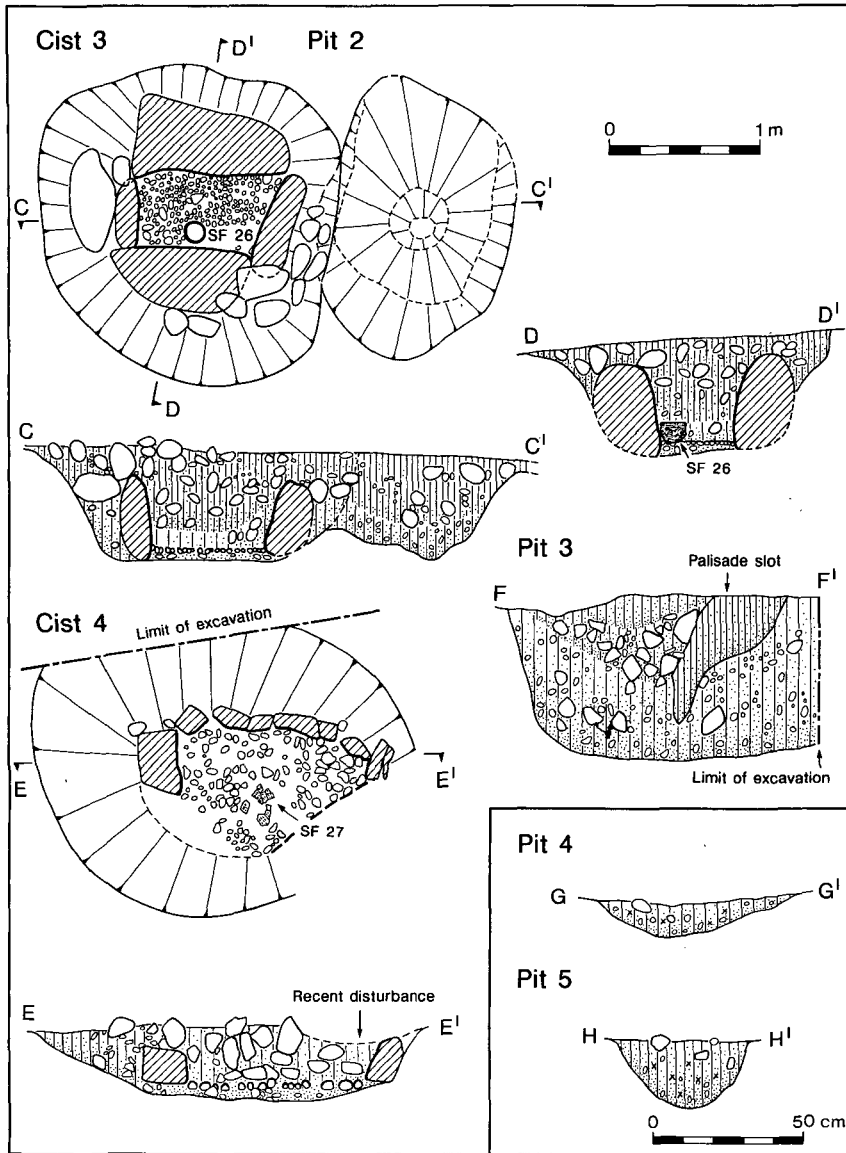 Cist 3
D'
Pit 2
0 1 m
C
C'
SF 26
D
D
D'
SF 26
C
C'
Pit 3
Palisade slot
F
F'
Limit of excavation
Cist 4
Limit of excavation
E
E'
SF 27
Pit 4
G
G'
Recent disturbance
E
E'
Pit 5
H
H'
0 50 cm